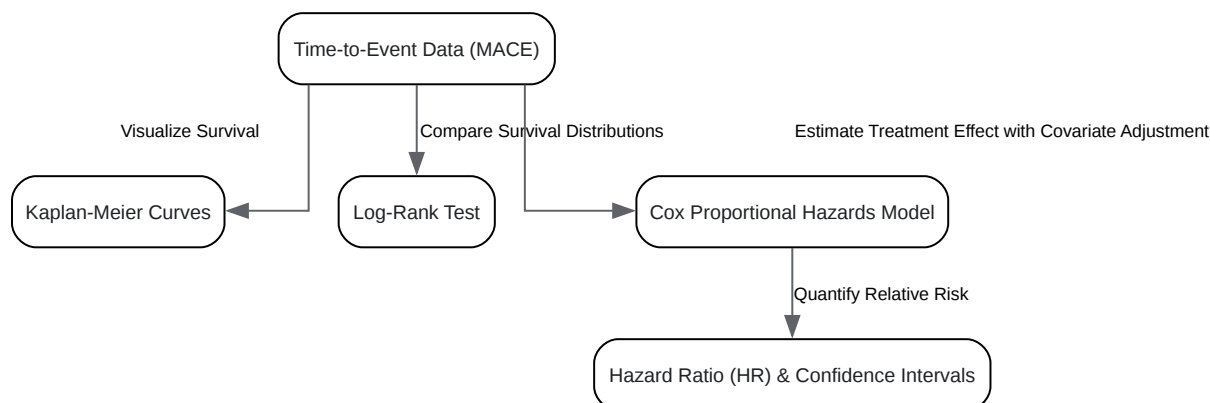 Time-to-Event Data (MACE)
Visualize Survival
Compare Survival Distributions
Estimate Treatment Effect with Covariate Adjustment
Kaplan-Meier Curves
Log-Rank Test
Cox Proportional Hazards Model
Quantify Relative Risk
Hazard Ratio (HR) & Confidence Intervals